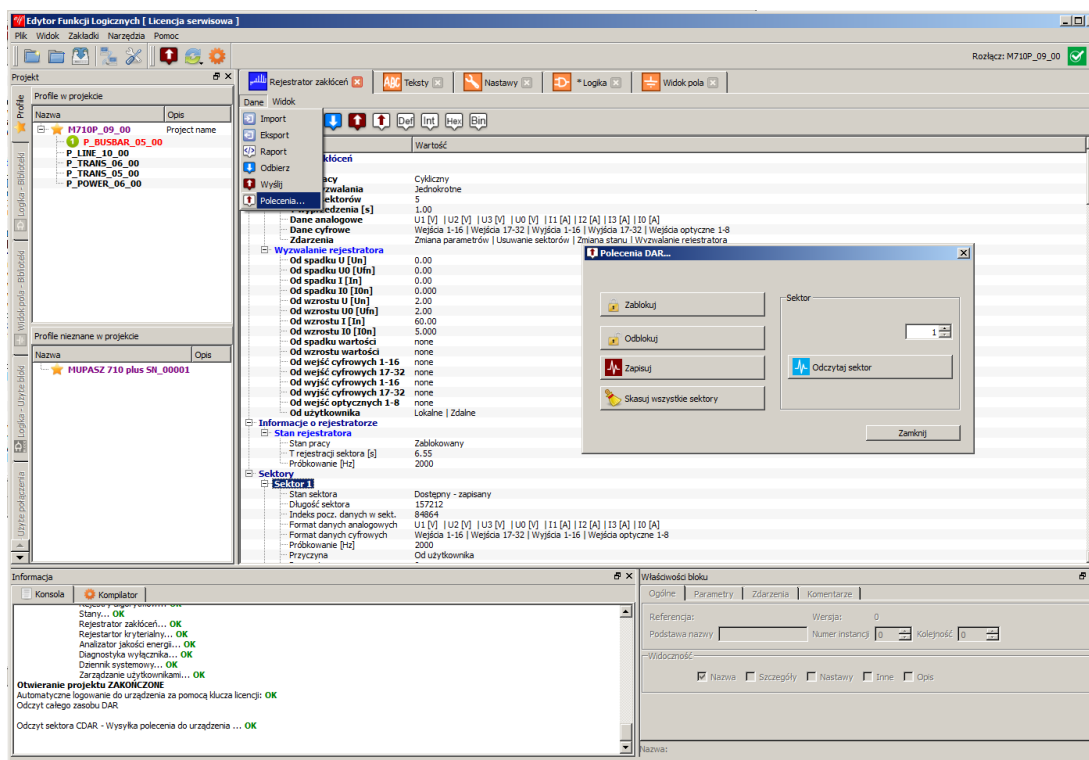 Edytor Funkcji Logicznych [ Licencja serwisowa ]
Plik Widok Zakładki Narzędzia Pomoc
Rozłącz: M710P_09_00
Projekt
Rejestrator zakłóceń
ABC Teksty
Nastawy
* Logika
Widok pola
Profile
Logika - Biblioteki
Widok pola - Biblioteki
Logika - Użyte bloki
Użyte połączenia
Profile w projekcie
Nazwa Opis
M710P_09_00 Project name
1 P_BUSBAR_05_00
P_LINE_10_00
P_TRANS_06_00
P_TRANS_05_00
P_POWER_06_00
Profile nieznane w projekcie
Nazwa Opis
MUPASZ 710 plus SN_00001
Dane Widok
Import
Eksport
Raport
Odbierz
Wyślij
Polecenia...
Def Int Hex Bin
Wartość
Cykliczny
Jednokrotne
5
1.00
Dane analogowe U1 [V] | U2 [V] | U3 [V] | U0 [V] | I1 [A] | I2 [A] | I3 [A] | I0 [A]
Dane cyfrowe Wejścia 1-16 | Wejścia 17-32 | Wyjścia 1-16 | Wyjścia 17-32 | Wejścia optyczne 1-8
Zdarzenia Zmiana parametrów | Usuwanie sektorów | Zmiana stanu | Wyzwalanie rejestratora
Wyzwalanie rejestratora
Od spadku U [Un] 0.00
Od spadku U0 [Ufn] 0.00
Od spadku I [In] 0.00
Od spadku I0 [I0n] 0.000
Od wzrostu U [Un] 2.00
Od wzrostu U0 [Ufn] 2.00
Od wzrostu I [In] 60.00
Od wzrostu I0 [I0n] 5.000
Od spadku wartości none
Od wzrostu wartości none
Od wejść cyfrowych 1-16 none
Od wejść cyfrowych 17-32 none
Od wyjść cyfrowych 1-16 none
Od wyjść cyfrowych 17-32 none
Od wejść optycznych 1-8 none
Od użytkownika Lokalne | Zdalne
Informacje o rejestratorze
Stan rejestratora
Stan pracy Zablokowany
T rejestracji sektora [s] 6.55
Próbkowanie [Hz] 2000
Sektory
Sektor 1
Stan sektora Dostępny - zapisany
Długość sektora 157212
Indeks pocz. danych w sekt. 84864
Format danych analogowych U1 [V] | U2 [V] | U3 [V] | U0 [V] | I1 [A] | I2 [A] | I3 [A] | I0 [A]
Format danych cyfrowych Wejścia 1-16 | Wejścia 17-32 | Wyjścia 1-16 | Wejścia optyczne 1-8
Próbkowanie [Hz] 2000
Przyczyna Od użytkownika
Polecenia DAR...
Zablokuj
Odblokuj
Zapisuj
Skasuj wszystkie sektory
Sektor
1
Odczytaj sektor
Zamknij
Informacja
Konsola Kompilator
Stany... OK
Rejestrator zakłóceń... OK
Rejestartor kryterialny... OK
Analizator jakości energii... OK
Diagnostyka wyłącznika... OK
Dziennik systemowy... OK
Zarządzanie użytkownikami... OK
Otwieranie projektu ZAKOŃCZONE
Automatyczne logowanie do urządzenia za pomocą klucza licencji: OK
Odczyt całego zasobu DAR
Odczyt sektora CDAR - Wysyłka polecenia do urządzenia ... OK
Właściwości bloku
Ogólne Parametry Zdarzenia Komentarze
Referencja: Wersja: 0
Podstawa nazwy Numer instancji 0 Kolejność 0
Widoczność
Nazwa Szczegóły Nastawy Inne Opis
Nazwa: